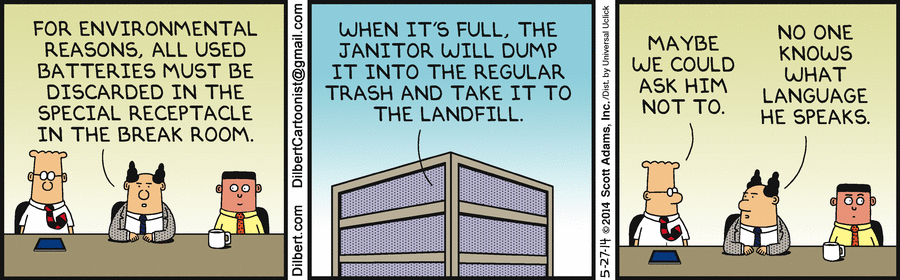 FOR ENVIRONMENTAL
REASONS, ALL USED
BATTERIES MUST BE
DISCARDED IN THE
SPECIAL RECEPTACLE
IN THE BREAK ROOM.
Dilbert.com DilbertCartoonist@gmail.com
WHEN IT'S FULL, THE
JANITOR WILL DUMP
IT INTO THE REGULAR
TRASH AND TAKE IT TO
THE LANDFILL.
5-27-14 © 2014 Scott Adams, Inc. /Dist. by Universal Uclick
MAYBE
WE COULD
ASK HIM
NOT TO.
NO ONE
KNOWS
WHAT
LANGUAGE
HE SPEAKS.